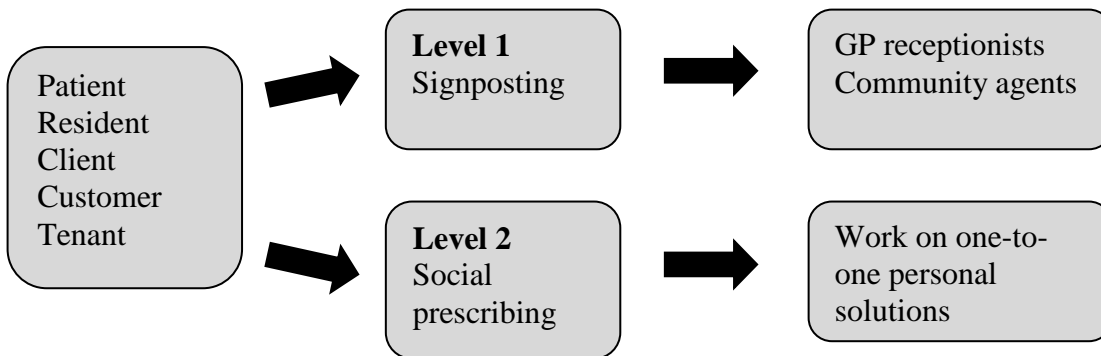 Patient
Resident
Client
Customer
Tenant
Level 1
Signposting
GP receptionists
Community agents
Level 2
Social
prescribing
Work on one-to-
one personal
solutions